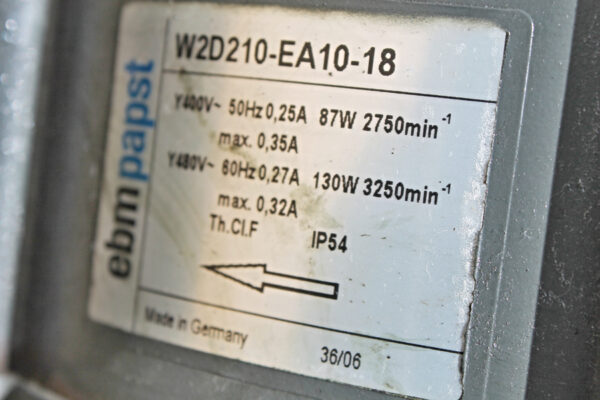 W2D210-EA10-18
ebmpapst
Y400V~ 50Hz 0,25A 87W 2750min⁻¹
max. 0,35A
Y480V~ 60Hz 0,27A 130W 3250min⁻¹
max. 0,32A
Th.Cl.F IP54
Made in Germany 36/06